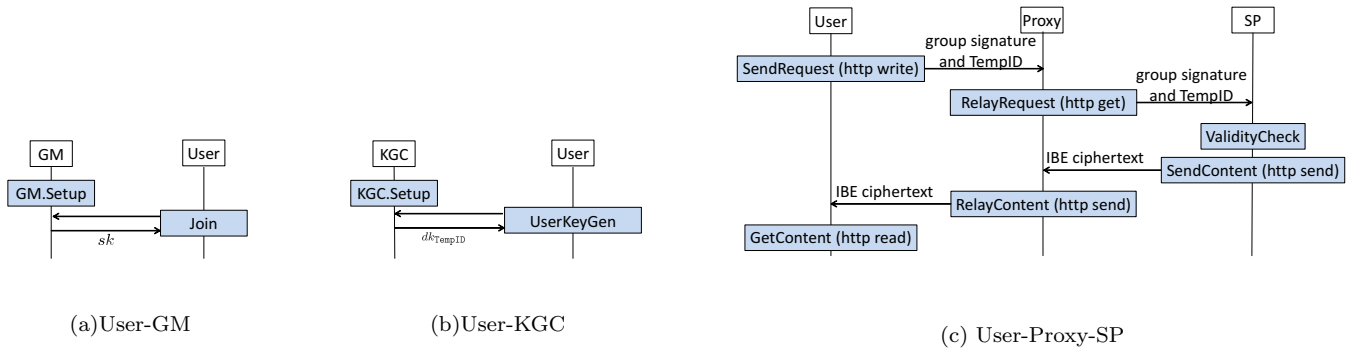 GM
User
GM.Setup
Join
sk
(a)User-GM
KGC
User
KGC.Setup
UserKeyGen
dk_TempID
(b)User-KGC
User
Proxy
SP
group signature
and TempID
SendRequest (http write)
group signature
and TempID
RelayRequest (http get)
ValidityCheck
IBE ciphertext
SendContent (http send)
IBE ciphertext
RelayContent (http send)
GetContent (http read)
(c) User-Proxy-SP